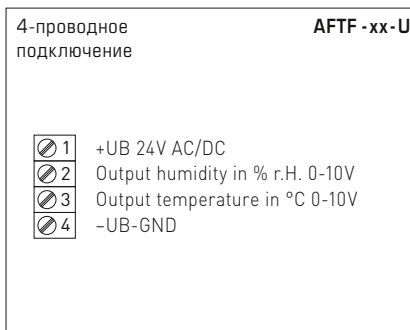 4-проводное AFTF -xx-U
подключение
1 +UB 24V AC/DC
2 Output humidity in % r.H. 0-10V
3 Output temperature in °C 0-10V
4 –UB-GND